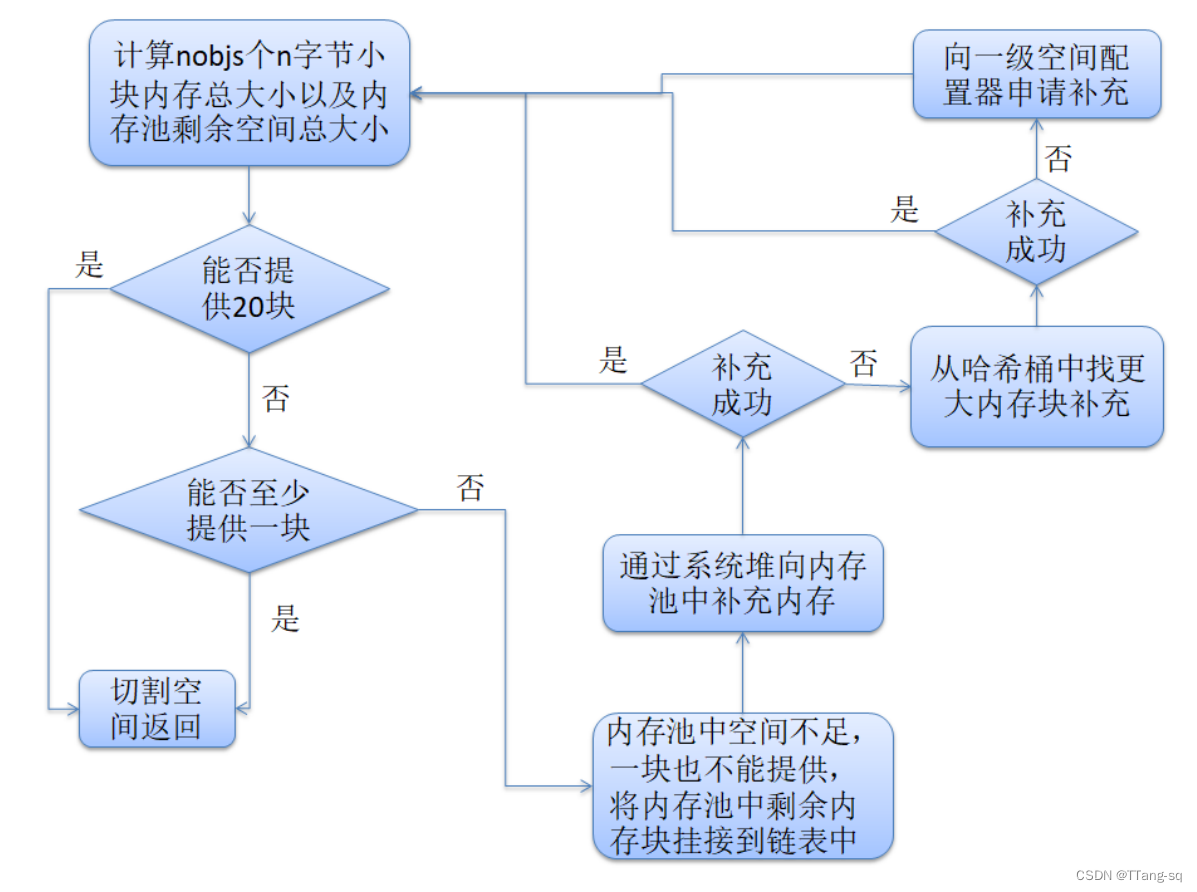 计算nobjs个n字节小
块内存总大小以及内
存池剩余空间总大小
向一级空间配
置器申请补充
否
是
补充
成功
是
能否提
供20块
否
是
补充
成功
否
从哈希桶中找更
大内存块补充
能否至少
提供一块
否
通过系统堆向内存
池中补充内存
是
切割空
间返回
内存池中空间不足，
一块也不能提供，
将内存池中剩余内
存块挂接到链表中
CSDN @TTang-sq